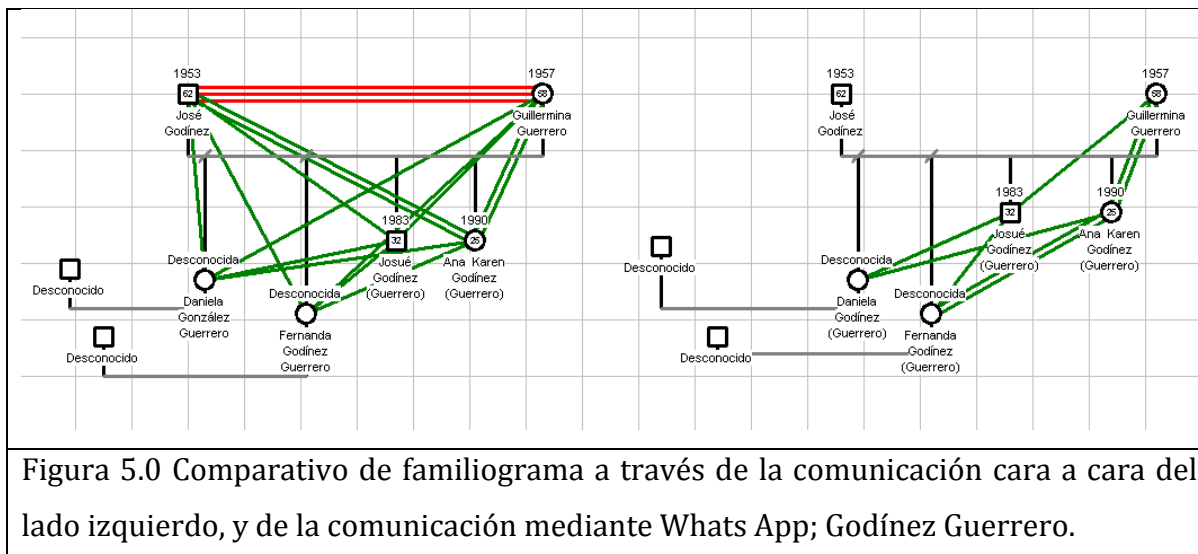 1953
62
José
Godínez
1957
58
Guillermina
Guerrero
1983
32
Josué
Godínez
(Guerrero)
1990
25
Ana Karen
Godínez
(Guerrero)
Desconocido
Desconocida
Daniela
González
Guerrero
Desconocido
Desconocida
Fernanda
Godínez
Guerrero
1953
62
José
Godínez
1957
58
Guillermina
Guerrero
1983
32
Josué
Godínez
(Guerrero)
1990
25
Ana Karen
Godínez
(Guerrero)
Desconocido
Desconocida
Daniela
Godínez
(Guerrero)
Desconocido
Desconocida
Fernanda
Godínez
(Guerrero)
Figura 5.0 Comparativo de familiograma a través de la comunicación cara a cara del
lado izquierdo, y de la comunicación mediante Whats App; Godínez Guerrero.